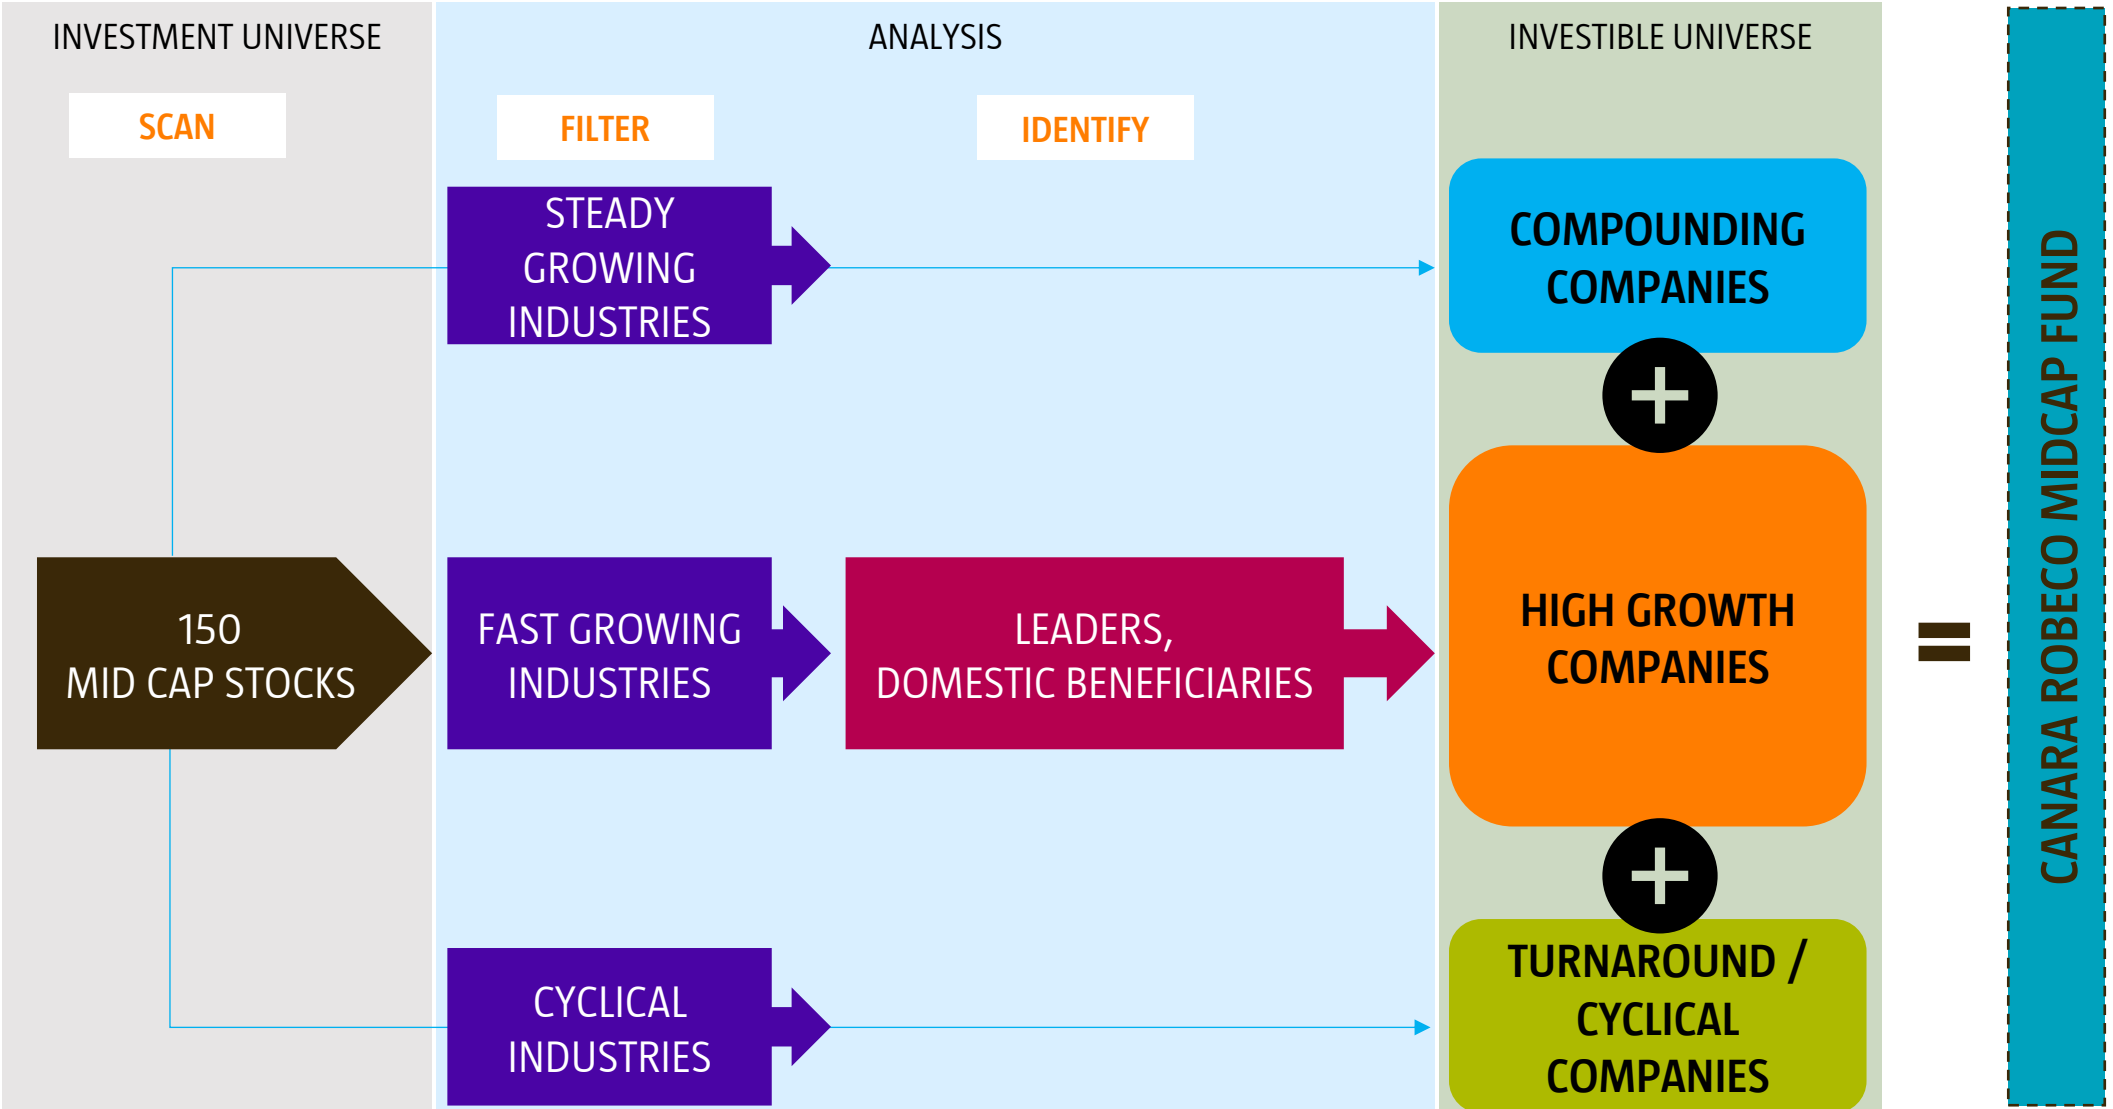 INVESTMENT UNIVERSE
ANALYSIS
INVESTIBLE UNIVERSE
SCAN
FILTER
IDENTIFY
STEADY
GROWING
INDUSTRIES
COMPOUNDING
COMPANIES
+
150
MID CAP STOCKS
FAST GROWING
INDUSTRIES
LEADERS,
DOMESTIC BENEFICIARIES
HIGH GROWTH
COMPANIES
=
CANARA ROBECO MIDCAP FUND
+
CYCLICAL
INDUSTRIES
TURNAROUND /
CYCLICAL
COMPANIES